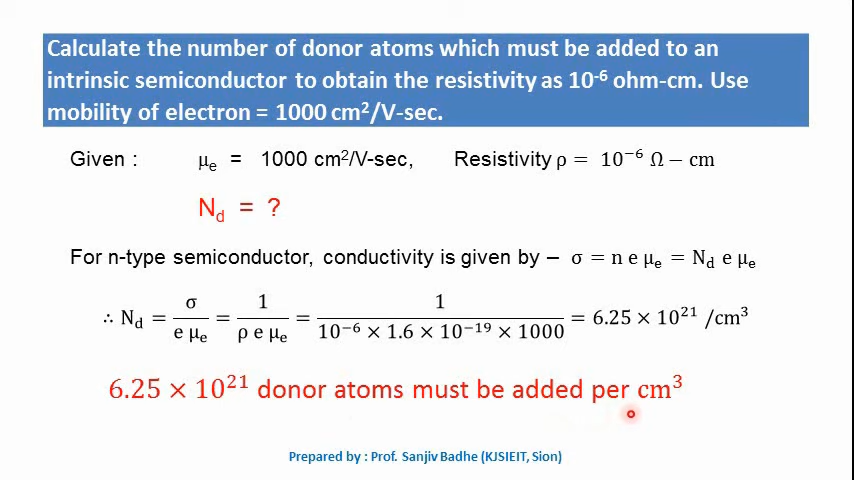 Calculate the number of donor atoms which must be added to an
intrinsic semiconductor to obtain the resistivity as 10⁻⁶ ohm-cm. Use
mobility of electron = 1000 cm²/V-sec.
Given : μₑ = 1000 cm²/V-sec, Resistivity ρ = 10⁻⁶ Ω − cm
N_d = ?
For n-type semiconductor, conductivity is given by – σ = n e μₑ = N_d e μₑ
∴ N_d = σ / (e μₑ) = 1 / (ρ e μₑ) = 1 / (10⁻⁶ × 1.6 × 10⁻¹⁹ × 1000) = 6.25 × 10²¹ /cm³
6.25 × 10²¹ donor atoms must be added per cm³
Prepared by : Prof. Sanjiv Badhe (KJSIEIT, Sion)